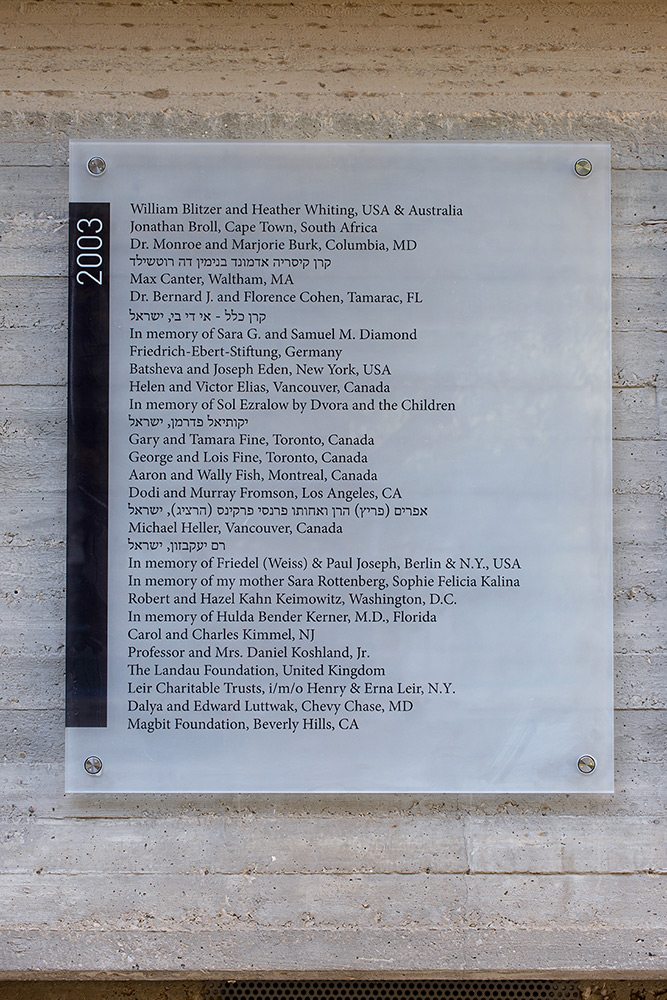 2003
William Blitzer and Heather Whiting, USA & Australia
Jonathan Broll, Cape Town, South Africa
Dr. Monroe and Marjorie Burk, Columbia, MD
קרן קיסריה אדמונד בנימין דה רוטשילד
Max Canter, Waltham, MA
Dr. Bernard J. and Florence Cohen, Tamarac, FL
קרן כלל - אי די בי, ישראל
In memory of Sara G. and Samuel M. Diamond
Friedrich-Ebert-Stiftung, Germany
Batsheva and Joseph Eden, New York, USA
Helen and Victor Elias, Vancouver, Canada
In memory of Sol Ezralow by Dvora and the Children
יקותיאל פדרמן, ישראל
Gary and Tamara Fine, Toronto, Canada
George and Lois Fine, Toronto, Canada
Aaron and Wally Fish, Montreal, Canada
Dodi and Murray Fromson, Los Angeles, CA
אפרים (פריץ) הרן ואחותו פרנסי פרקינס (הרציג), ישראל
Michael Heller, Vancouver, Canada
רם יעקבזון, ישראל
In memory of Friedel (Weiss) & Paul Joseph, Berlin & N.Y., USA
In memory of my mother Sara Rottenberg, Sophie Felicia Kalina
Robert and Hazel Kahn Keimowitz, Washington, D.C.
In memory of Hulda Bender Kerner, M.D., Florida
Carol and Charles Kimmel, NJ
Professor and Mrs. Daniel Koshland, Jr.
The Landau Foundation, United Kingdom
Leir Charitable Trusts, i/m/o Henry & Erna Leir, N.Y.
Dalya and Edward Luttwak, Chevy Chase, MD
Magbit Foundation, Beverly Hills, CA